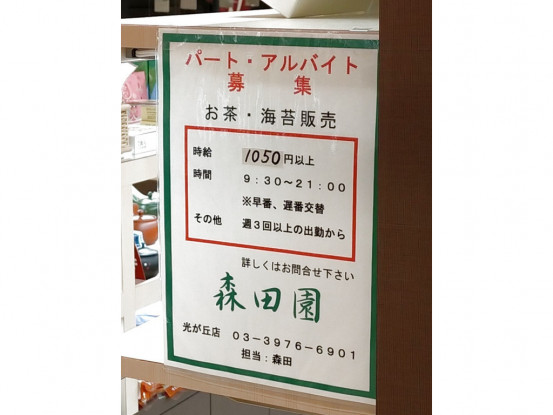 パート・アルバイト
募集
お茶・海苔販売
時給 1050円以上
時間 9:30～21:00
※早番、遅番交替
その他 週3回以上の出勤から
詳しくはお問合せ下さい
森田園
光が丘店 03-3976-6901
担当:森田